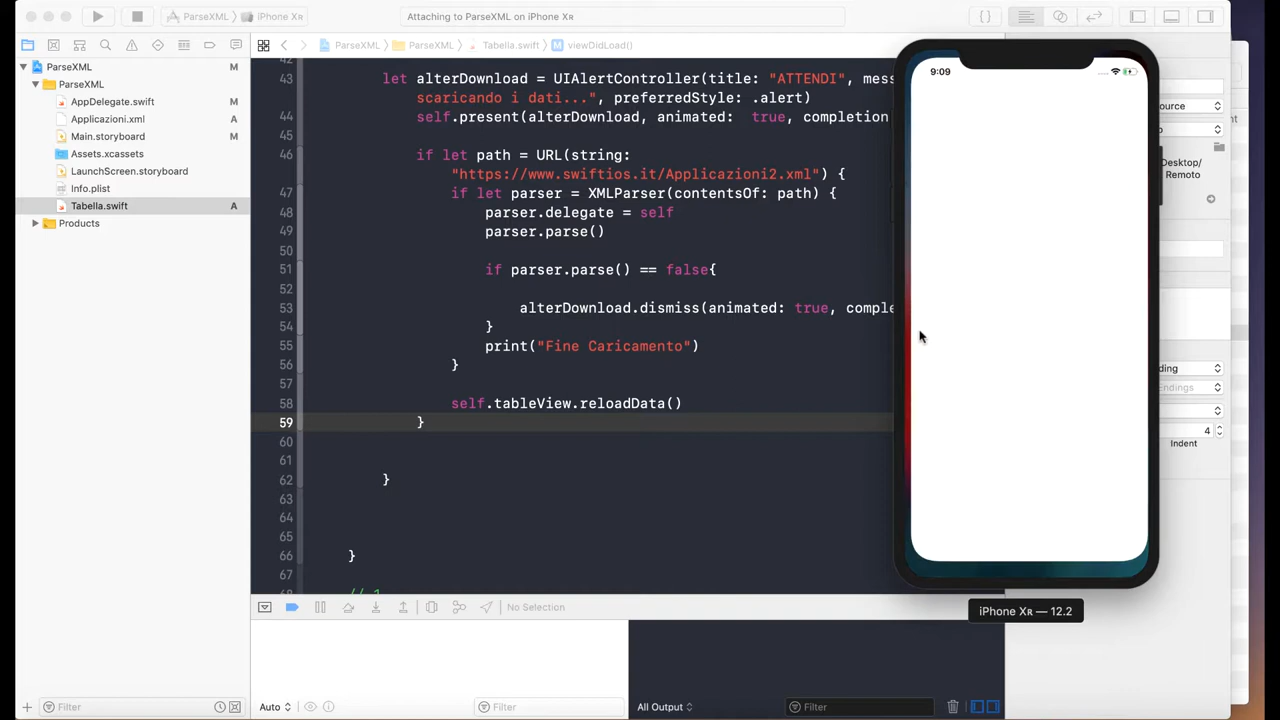 ParseXML
iPhone Xʀ
Attaching to ParseXML on iPhone Xʀ
ParseXML
M
ParseXML
AppDelegate.swift
M
Applicazioni.xml
Main.storyboard
M
Assets.xcassets
LaunchScreen.storyboard
Info.plist
Tabella.swift
A
Products
ParseXML
ParseXML
Tabella.swift
viewDidLoad()
43 let alterDownload = UIAlertController(title: "ATTENDI", mess
scaricando i dati...", preferredStyle: .alert)
44 self.present(alterDownload, animated: true, completion
45
46 if let path = URL(string:
"https://www.swiftios.it/Applicazioni2.xml") {
47 if let parser = XMLParser(contentsOf: path) {
48 parser.delegate = self
49 parser.parse()
50
51 if parser.parse() == false{
52
53 alterDownload.dismiss(animated: true, comple
54 }
55 print("Fine Caricamento")
56 }
57
58 self.tableView.reloadData()
59 }
60
61
62 }
63
64
65
66 }
67
9:09
iPhone Xʀ — 12.2
ource
Desktop/
Remoto
ding
Endings
4
Indent
No Selection
Filter
Auto
Filter
All Output
Filter